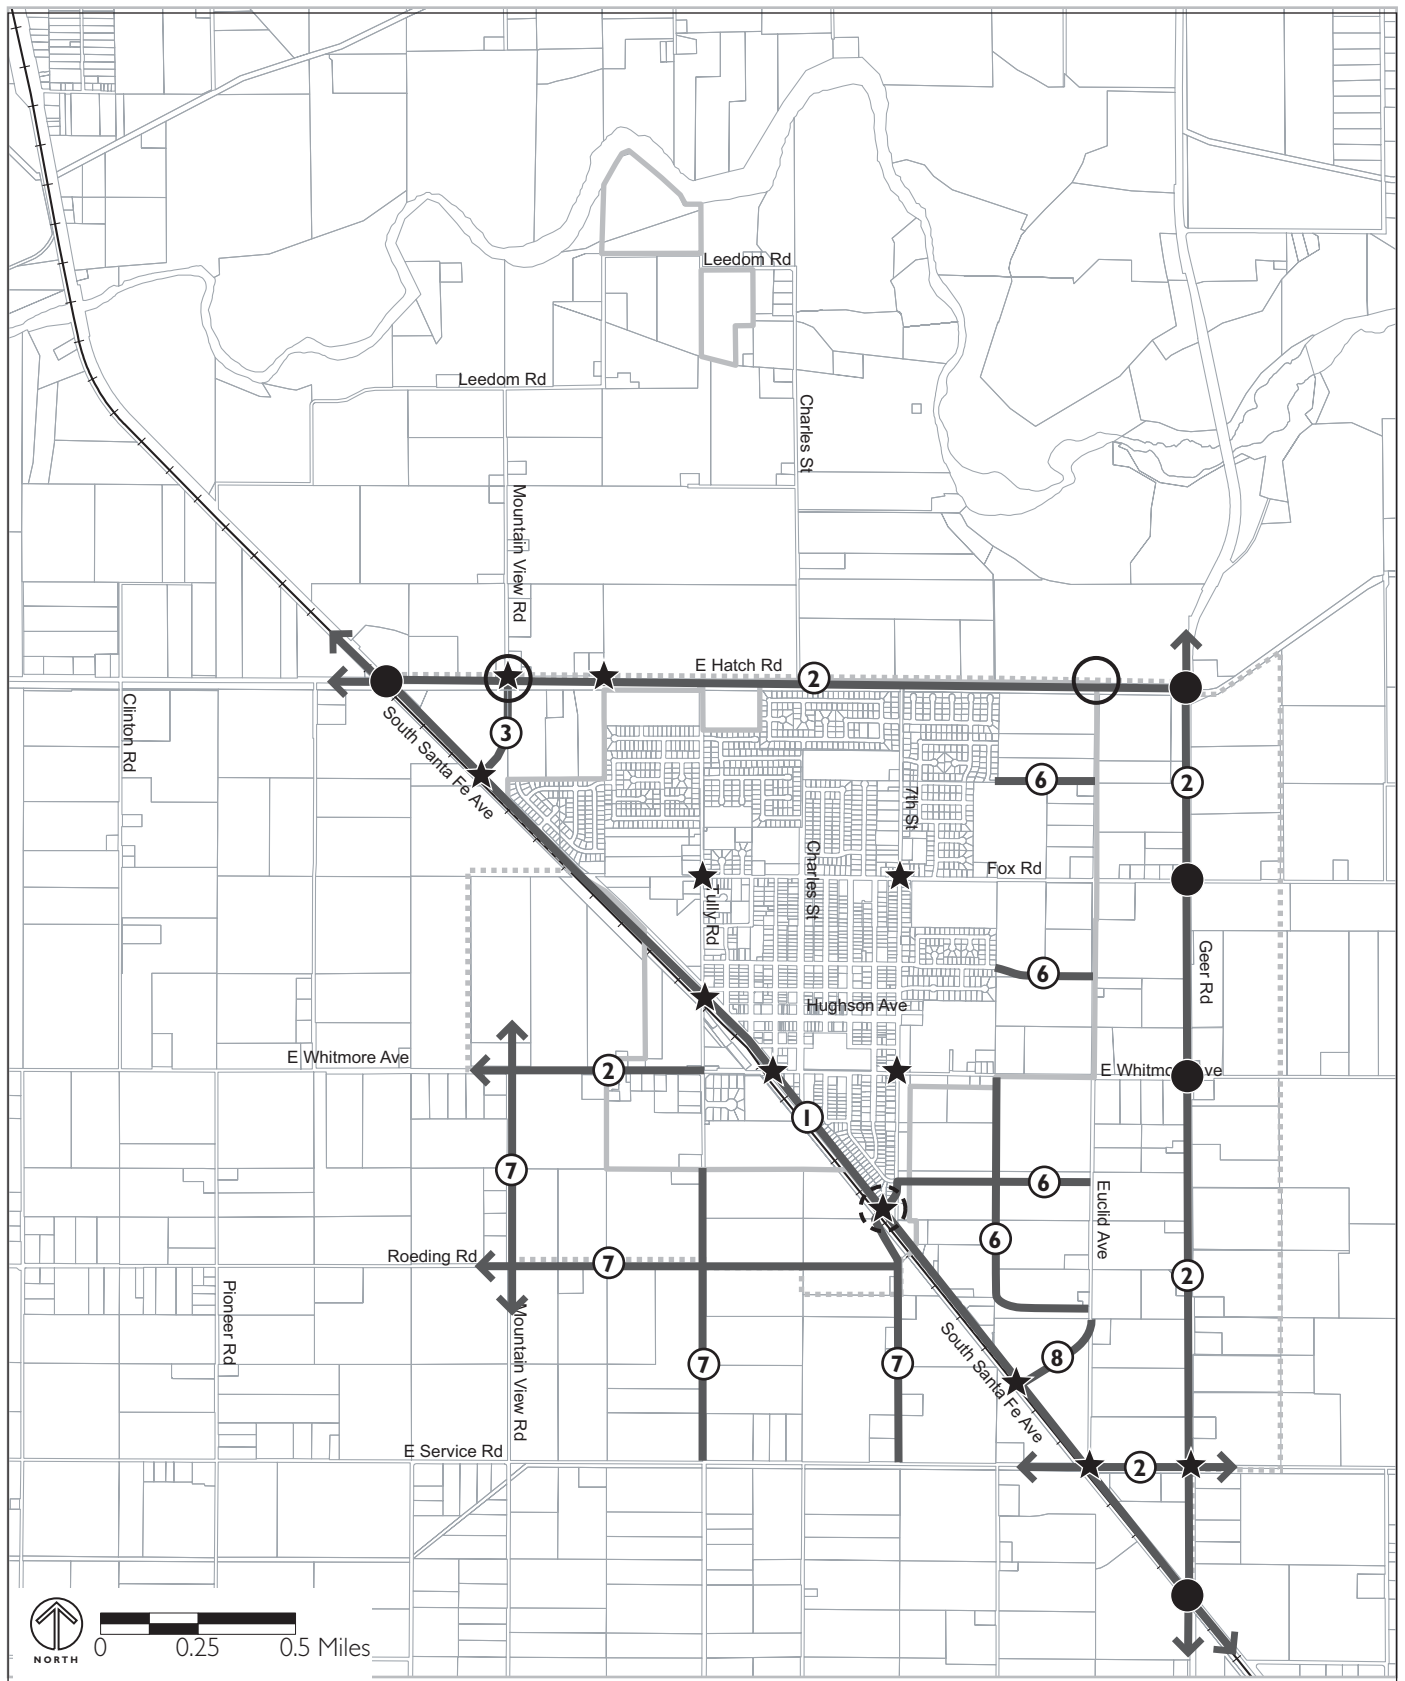 Leedom Rd
Leedom Rd
Charles St
Mountain View Rd
E Hatch Rd
2
Clinton Rd
South Santa Fe Ave
3
6
2
7th St
Charles St
Fox Rd
Tully Rd
Geer Rd
6
Hughson Ave
E Whitmore Ave
2
E Whitmo ve
1
7
6
Euclid Ave
6
Roeding Rd
7
2
Pioneer Rd
Mountain View Rd
South Santa Fe Ave
8
7
7
E Service Rd
2
NORTH
0 0.25 0.5 Miles